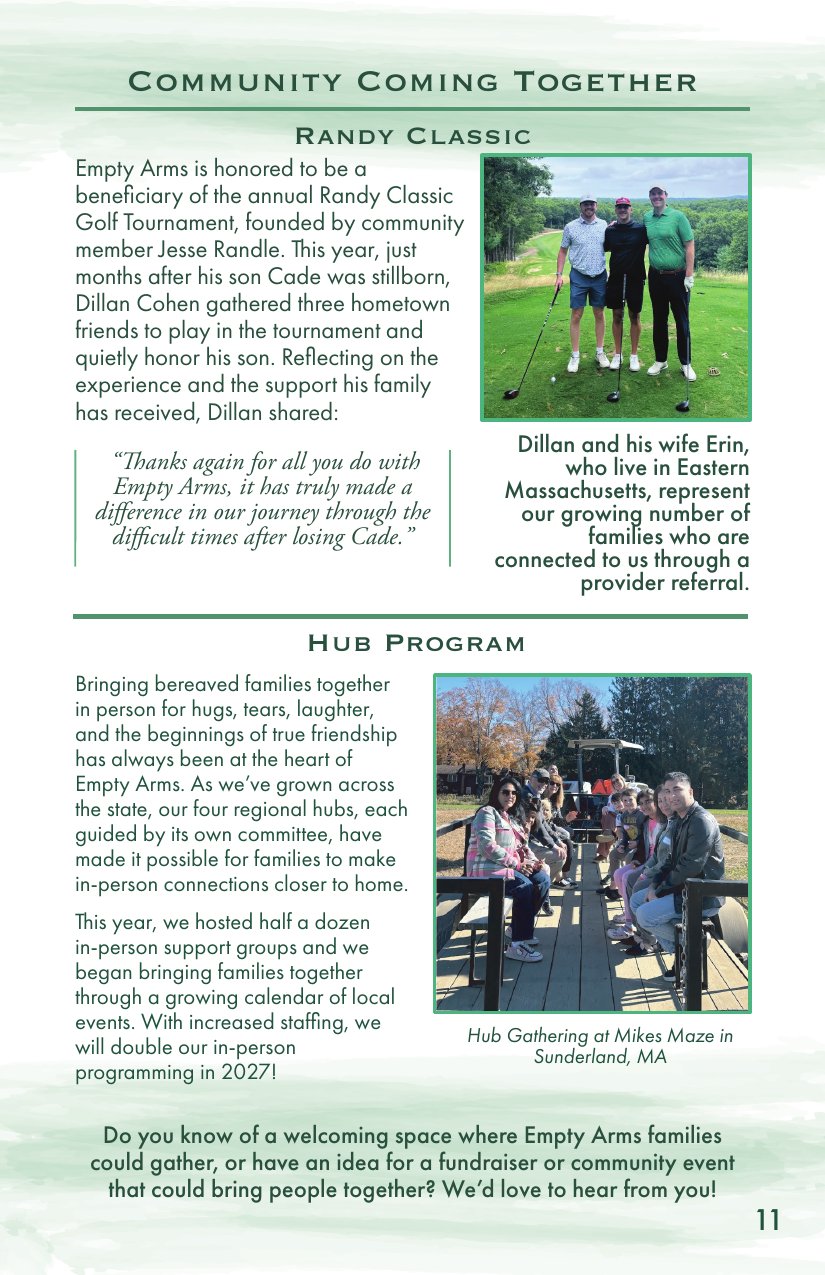 Community Coming Together
Randy Classic
Empty Arms is honored to be a
beneficiary of the annual Randy Classic
Golf Tournament, founded by community
member Jesse Randle. This year, just
months after his son Cade was stillborn,
Dillan Cohen gathered three hometown
friends to play in the tournament and
quietly honor his son. Reflecting on the
experience and the support his family
has received, Dillan shared:
“Thanks again for all you do with
Empty Arms, it has truly made a
difference in our journey through the
difficult times after losing Cade.”
Dillan and his wife Erin,
who live in Eastern
Massachusetts, represent
our growing number of
families who are
connected to us through a
provider referral.
Hub Program
Bringing bereaved families together
in person for hugs, tears, laughter,
and the beginnings of true friendship
has always been at the heart of
Empty Arms. As we’ve grown across
the state, our four regional hubs, each
guided by its own committee, have
made it possible for families to make
in-person connections closer to home.
This year, we hosted half a dozen
in-person support groups and we
began bringing families together
through a growing calendar of local
events. With increased staffing, we
will double our in-person
programming in 2027!
Hub Gathering at Mikes Maze in
Sunderland, MA
Do you know of a welcoming space where Empty Arms families
could gather, or have an idea for a fundraiser or community event
that could bring people together? We’d love to hear from you!
11